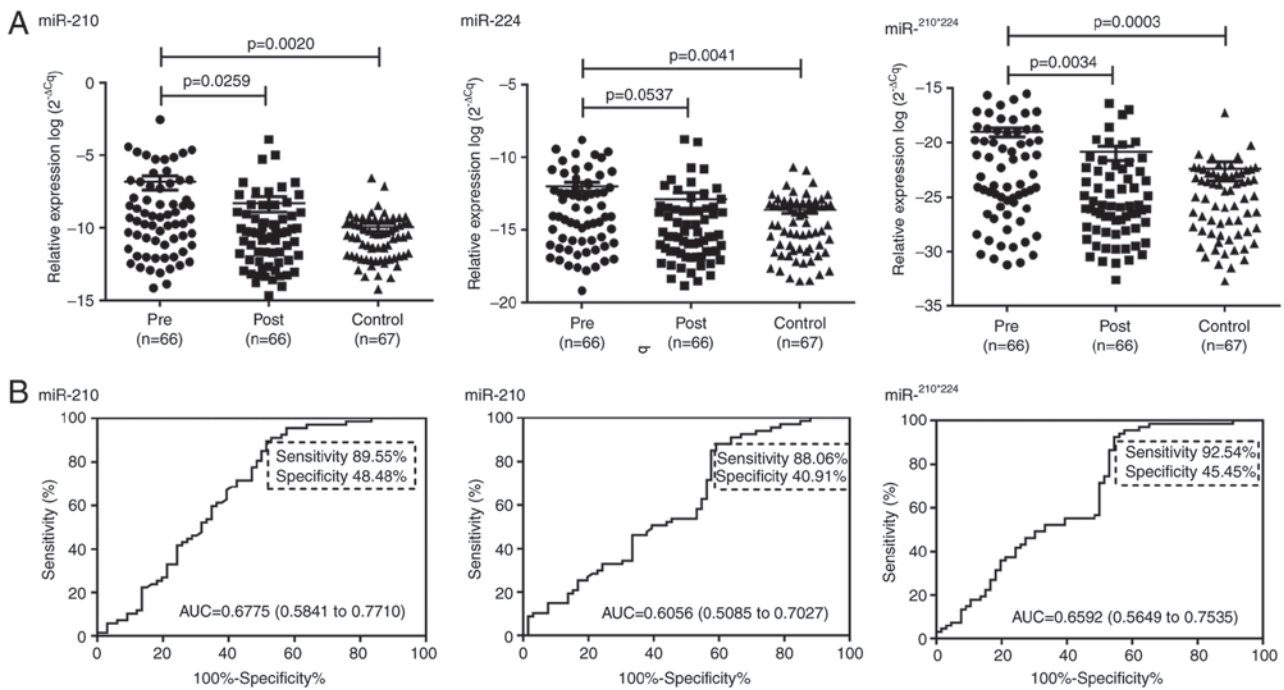 A
miR-210
p=0.0020
p=0.0259
Relative expression log (2-ΔCq)
0
−5
−10
−15
Pre
(n=66)
Post
(n=66)
Control
(n=67)
miR-224
p=0.0041
p=0.0537
Relative expression log (2-ΔCq)
−5
−10
−15
−20
Pre
(n=66)
Post
(n=66)
Control
(n=67)
q
miR-210*224
p=0.0003
p=0.0034
Relative expression log (2-ΔCq)
−15
−20
−25
−30
−35
Pre
(n=66)
Post
(n=66)
Control
(n=67)
B
miR-210
Sensitivity (%)
100
80
60
40
20
0
Sensitivity 89.55%
Specificity 48.48%
AUC=0.6775 (0.5841 to 0.7710)
0 20 40 60 80 100
100%-Specificity%
miR-210
Sensitivity (%)
100
80
60
40
20
0
Sensitivity 88.06%
Specificity 40.91%
AUC=0.6056 (0.5085 to 0.7027)
0 20 40 60 80 100
100%-Specificity%
miR-210*224
Sensitivity (%)
100
80
60
40
20
0
Sensitivity 92.54%
Specificity 45.45%
AUC=0.6592 (0.5649 to 0.7535)
0 20 40 60 80 100
100%-Specificity%